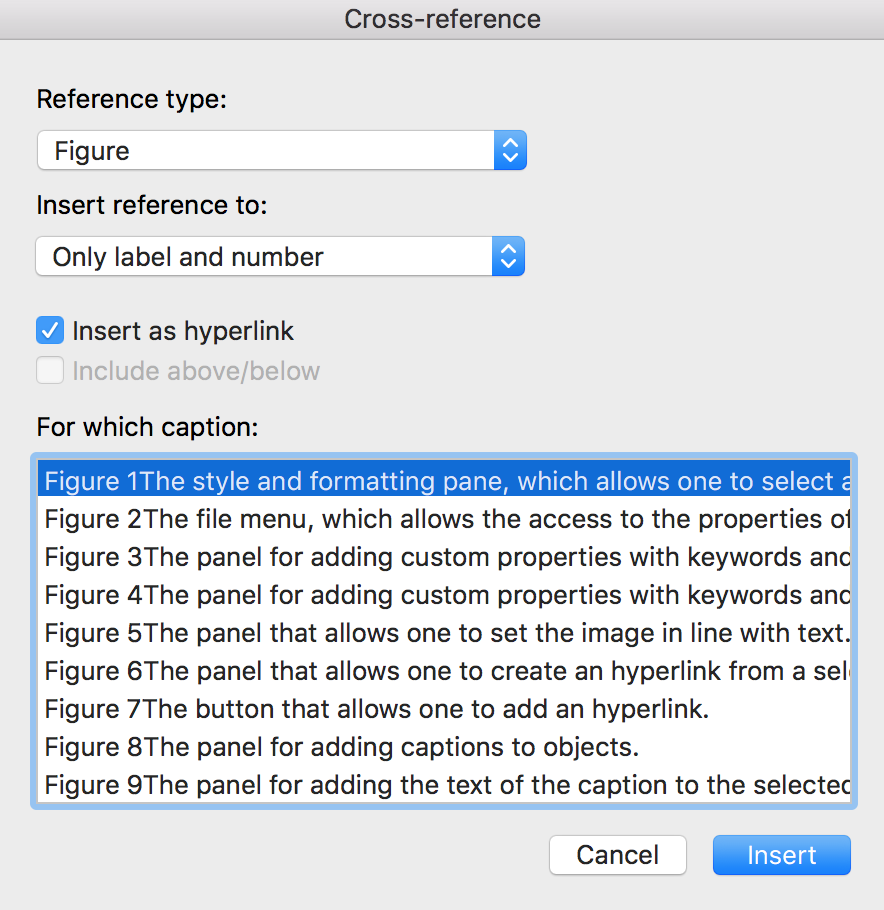 Cross-reference
Reference type:
Figure
Insert reference to:
Only label and number
Insert as hyperlink
Include above/below
For which caption:
Figure 1The style and formatting pane, which allows one to select a
Figure 2The file menu, which allows the access to the properties of
Figure 3The panel for adding custom properties with keywords and
Figure 4The panel for adding custom properties with keywords and
Figure 5The panel that allows one to set the image in line with text.
Figure 6The panel that allows one to create an hyperlink from a sel
Figure 7The button that allows one to add an hyperlink.
Figure 8The panel for adding captions to objects.
Figure 9The panel for adding the text of the caption to the selected
Cancel
Insert